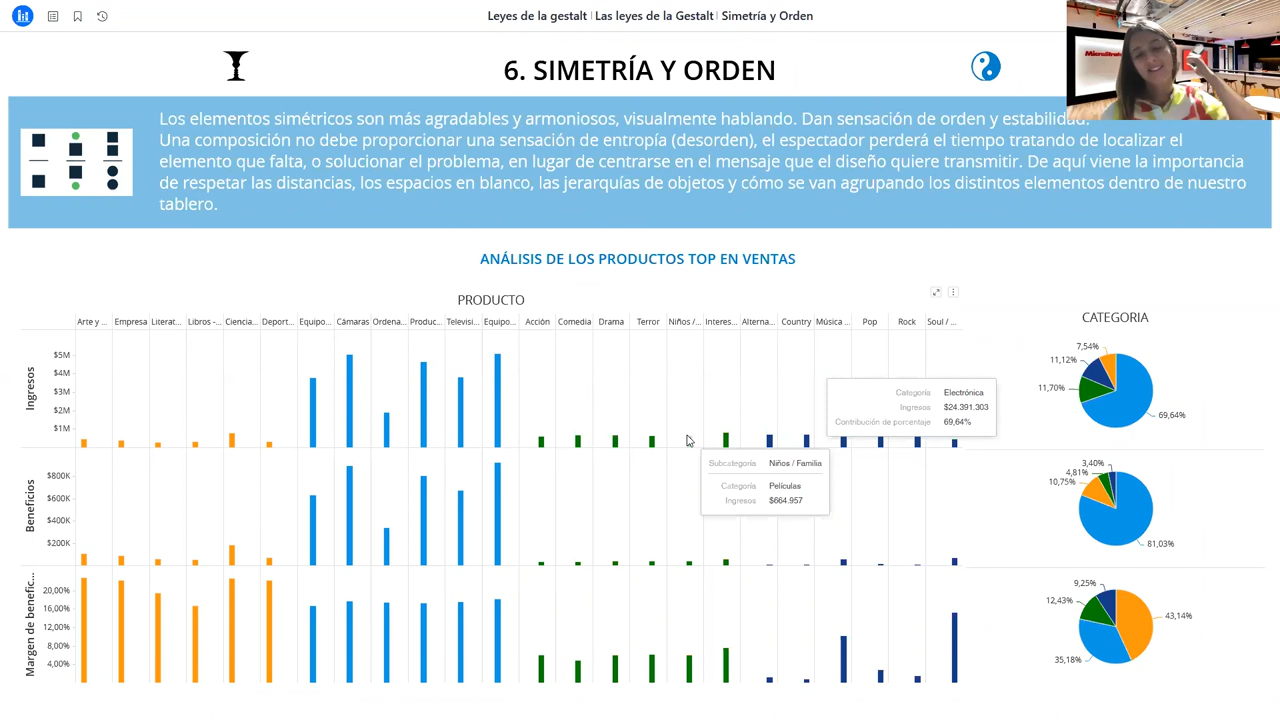 Leyes de la gestalt | Las leyes de la Gestalt | Simetría y Orden
6. SIMETRÍA Y ORDEN
Los elementos simétricos son más agradables y armoniosos, visualmente hablando. Dan sensación de orden y estabilidad.
Una composición no debe proporcionar una sensación de entropía (desorden), el espectador perderá el tiempo tratando de localizar el
elemento que falta, o solucionar el problema, en lugar de centrarse en el mensaje que el diseño quiere transmitir. De aquí viene la importancia
de respetar las distancias, los espacios en blanco, las jerarquías de objetos y cómo se van agrupando los distintos elementos dentro de nuestro
tablero.
ANÁLISIS DE LOS PRODUCTOS TOP EN VENTAS
PRODUCTO
Arte y ... Empresa Literat... Libros -... Ciencia... Deport... Equipo... Cámaras Ordena... Produc... Televisi... Equipo... Acción Comedia Drama Terror Niños /... Interes... Alterna... Country Música ... Pop Rock Soul / ...
Ingresos
$5M
$4M
$3M
$2M
$1M
Beneficios
$800K
$600K
$400K
$200K
Margen de benefic...
20,00%
16,00%
12,00%
8,00%
4,00%
Categoría Electrónica
Ingresos $24.391.303
Contribución de porcentaje 69,64%
Subcategoría Niños / Familia
Categoría Películas
Ingresos $664.957
CATEGORIA
7,54%
11,12%
11,70%
69,64%
3,40%
4,81%
10,75%
81,03%
9,25%
12,43%
43,14%
35,18%